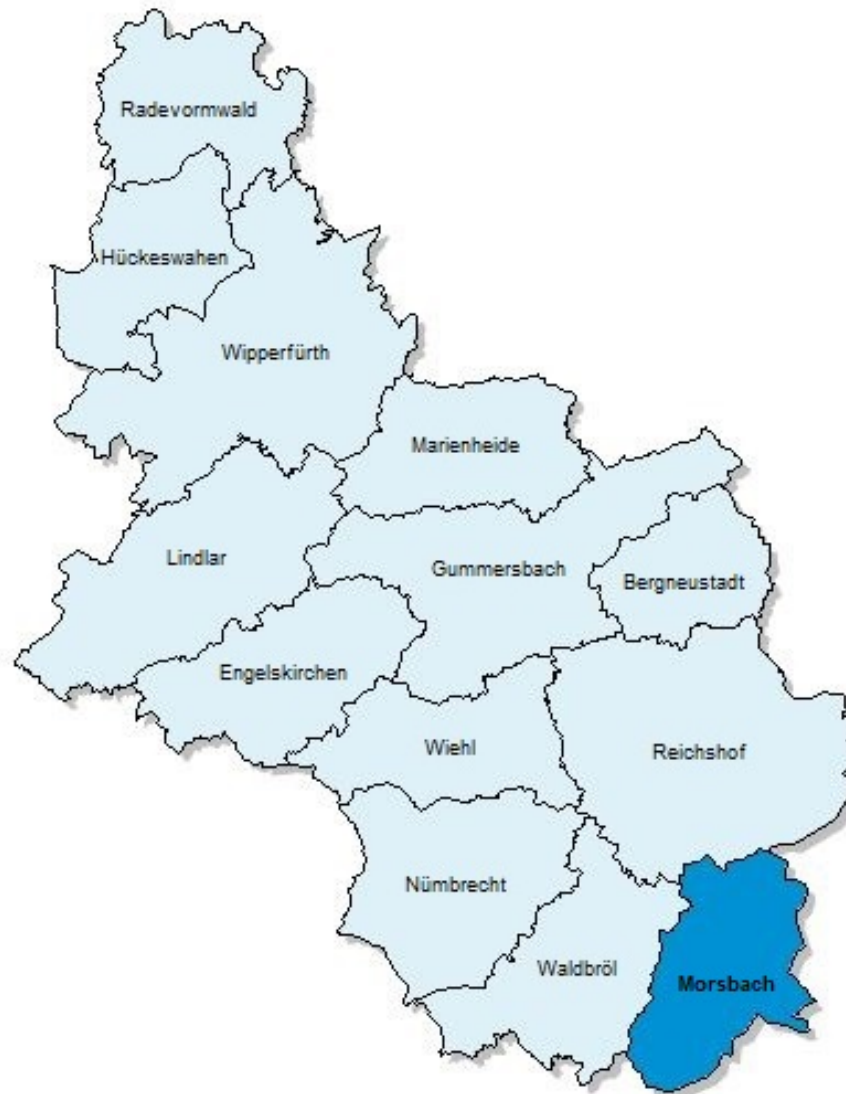 Radevormwald
Hückeswahen
Wipperfürth
Marienheide
Lindlar
Gummersbach
Bergneustadt
Engelskirchen
Wiehl
Reichshof
Nümbrecht
Waldbröl
Morsbach